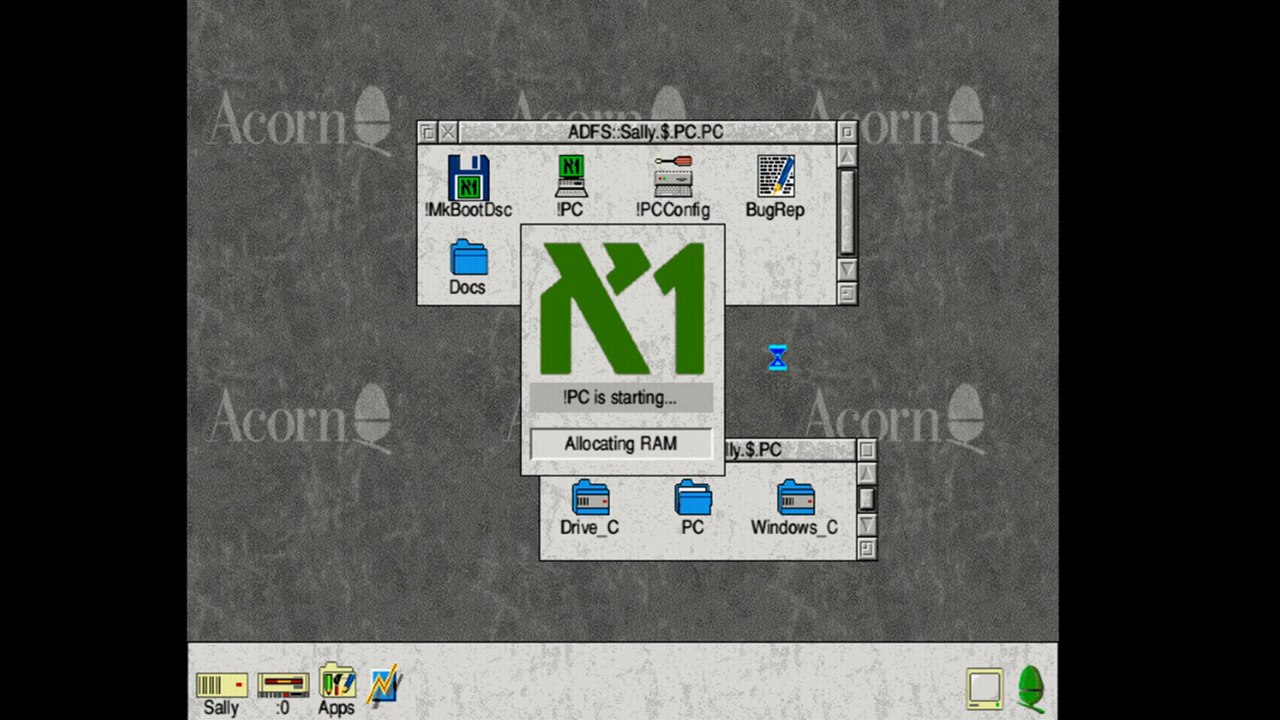 Acorn
Acorn
Acorn
ADFS::Sally.$.PC.PC
!MkBootDsc
!PC
!PCConfig
BugRep
Docs
!PC is starting...
Allocating RAM
Acorn
Acorn
lly.$.PC
Drive_C
PC
Windows_C
Sally
:0
Apps